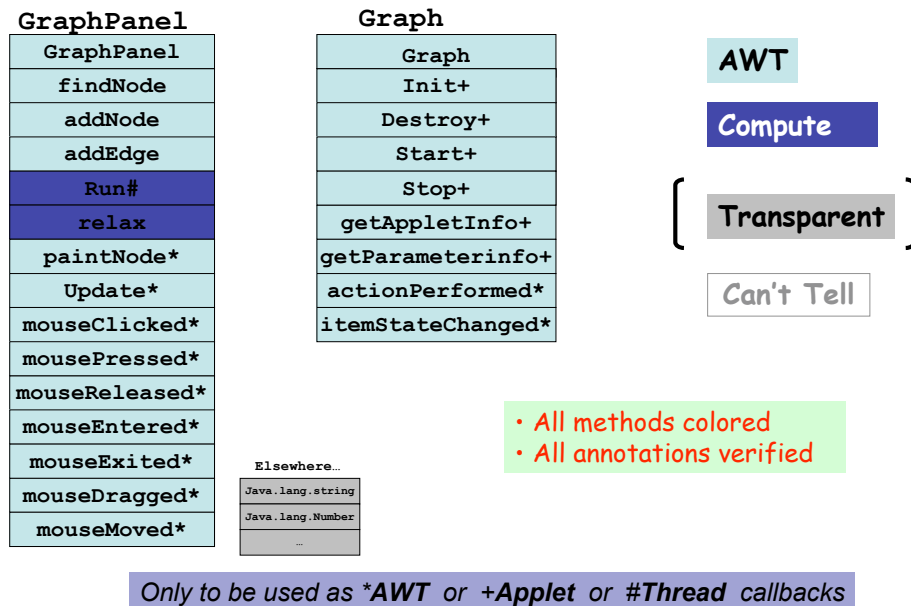 GraphPanel
GraphPanel
findNode
addNode
addEdge
Run#
relax
paintNode*
Update*
mouseClicked*
mousePressed*
mouseReleased*
mouseEntered*
mouseExited*
mouseDragged*
mouseMoved*
Graph
Graph
Init+
Destroy+
Start+
Stop+
getAppletInfo+
getParameterinfo+
actionPerformed*
itemStateChanged*
Elsewhere…
Java.lang.string
Java.lang.Number
…
AWT
Compute
Transparent
Can't Tell
• All methods colored
• All annotations verified
Only to be used as *AWT or +Applet or #Thread callbacks